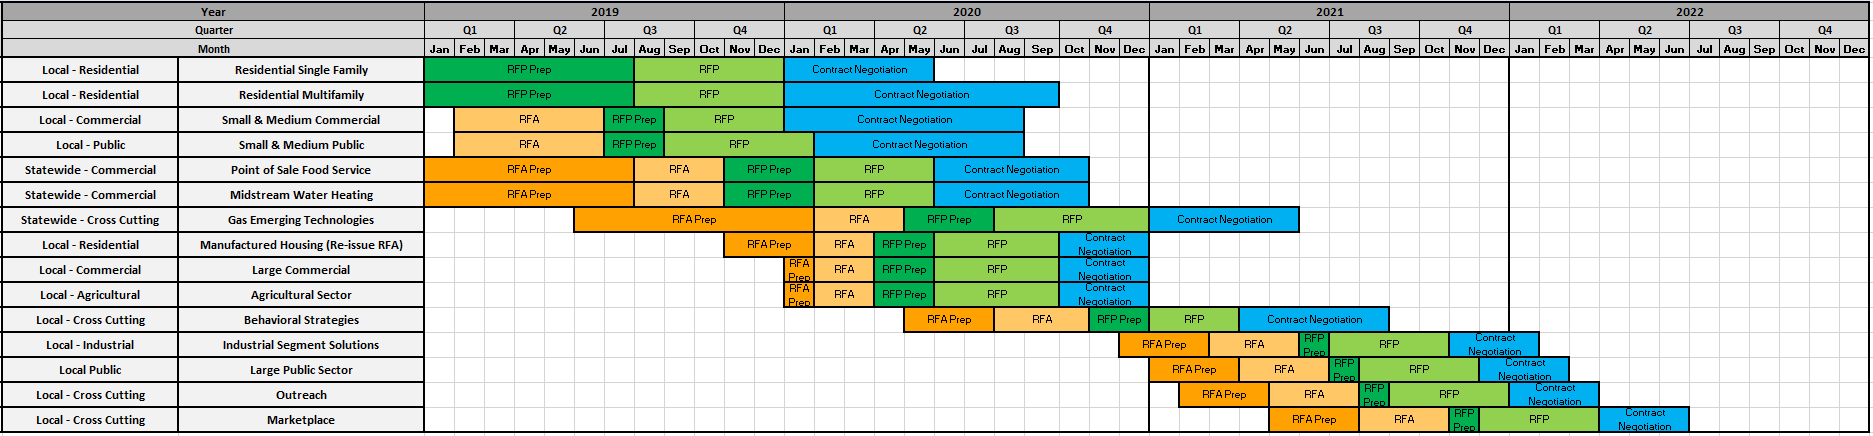 Year 2019 2020 2021 2022
Quarter Q1 Q2 Q3 Q4 Q1 Q2 Q3 Q4 Q1 Q2 Q3 Q4 Q1 Q2 Q3 Q4
Month Jan Feb Mar Apr May Jun Jul Aug Sep Oct Nov Dec Jan Feb Mar Apr May Jun Jul Aug Sep Oct Nov Dec Jan Feb Mar Apr May Jun Jul Aug Sep Oct Nov Dec Jan Feb Mar Apr May Jun Jul Aug Sep Oct Nov Dec
Local - Residential Residential Single Family RFP Prep RFP Contract Negotiation
Local - Residential Residential Multifamily RFP Prep RFP Contract Negotiation
Local - Commercial Small & Medium Commercial RFA RFP Prep RFP Contract Negotiation
Local - Public Small & Medium Public RFA RFP Prep RFP Contract Negotiation
Statewide - Commercial Point of Sale Food Service RFA Prep RFA RFP Prep RFP Contract Negotiation
Statewide - Commercial Midstream Water Heating RFA Prep RFA RFP Prep RFP Contract Negotiation
Statewide - Cross Cutting Gas Emerging Technologies RFA Prep RFA RFP Prep RFP Contract Negotiation
Local - Residential Manufactured Housing (Re-issue RFA) RFA Prep RFA RFP Prep RFP Contract Negotiation
Local - Commercial Large Commercial RFA Prep RFA RFP Prep RFP Contract Negotiation
Local - Agricultural Agricultural Sector RFA Prep RFA RFP Prep RFP Contract Negotiation
Local - Cross Cutting Behavioral Strategies RFA Prep RFA RFP Prep RFP Contract Negotiation
Local - Industrial Industrial Segment Solutions RFA Prep RFA RFP Prep RFP Contract Negotiation
Local Public Large Public Sector RFA Prep RFA RFP Prep RFP Contract Negotiation
Local - Cross Cutting Outreach RFA Prep RFA RFP Prep RFP Contract Negotiation
Local - Cross Cutting Marketplace RFA Prep RFA RFP Prep RFP Contract Negotiation